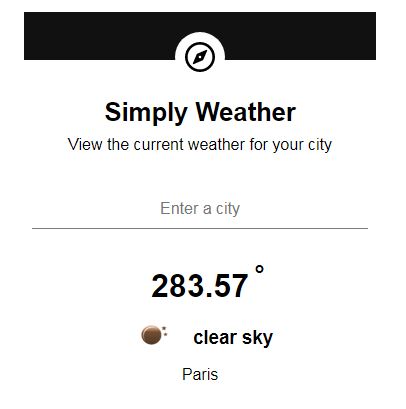 Simply Weather
View the current weather for your city
Enter a city
283.57°
clear sky
Paris